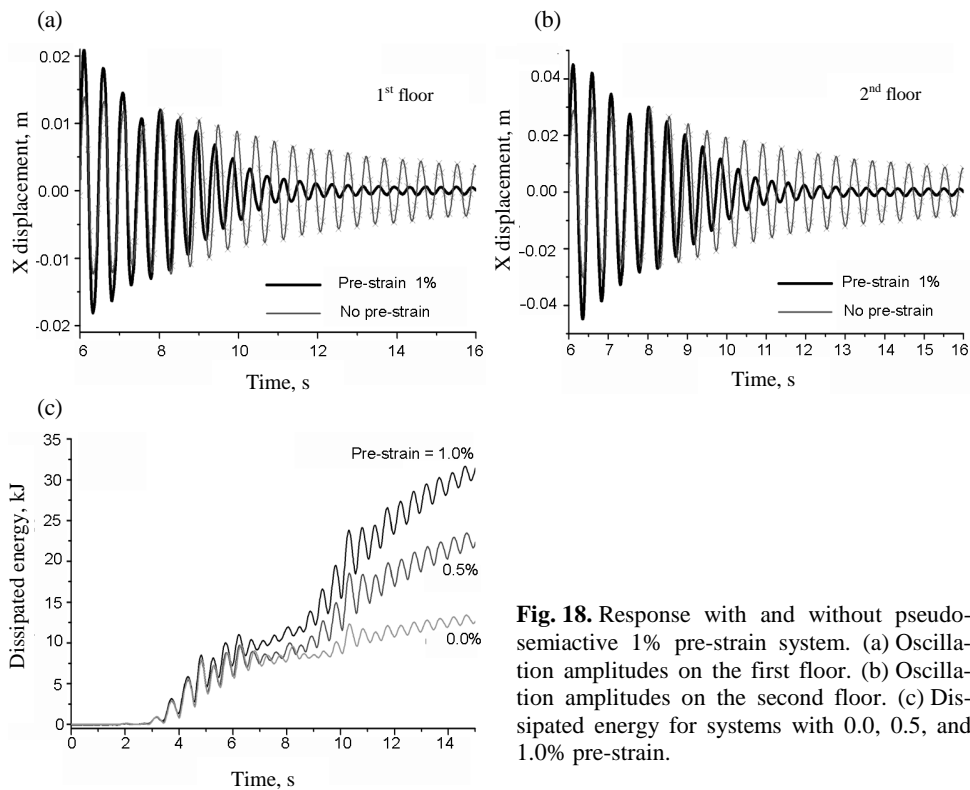 (a)
0.02
0.01
0.00
-0.01
-0.02
X displacement, m
1st floor
Pre-strain 1%
No pre-strain
6 7 8 9 10 11 12 13 14 15 16
Time, s
(b)
0.04
0.02
0.00
-0.02
-0.04
X displacement, m
2nd floor
Pre-strain 1%
No pre-strain
6 7 8 9 10 11 12 13 14 15 16
Time, s
(c)
35
30
25
20
15
10
5
0
Dissipated energy, kJ
Pre-strain = 1.0%
0.5%
0.0%
0 2 4 6 8 10 12 14
Time, s
Fig. 18. Response with and without pseudo-
semiactive 1% pre-strain system. (a) Oscilla-
tion amplitudes on the first floor. (b) Oscilla-
tion amplitudes on the second floor. (c) Dis-
sipated energy for systems with 0.0, 0.5, and
1.0% pre-strain.